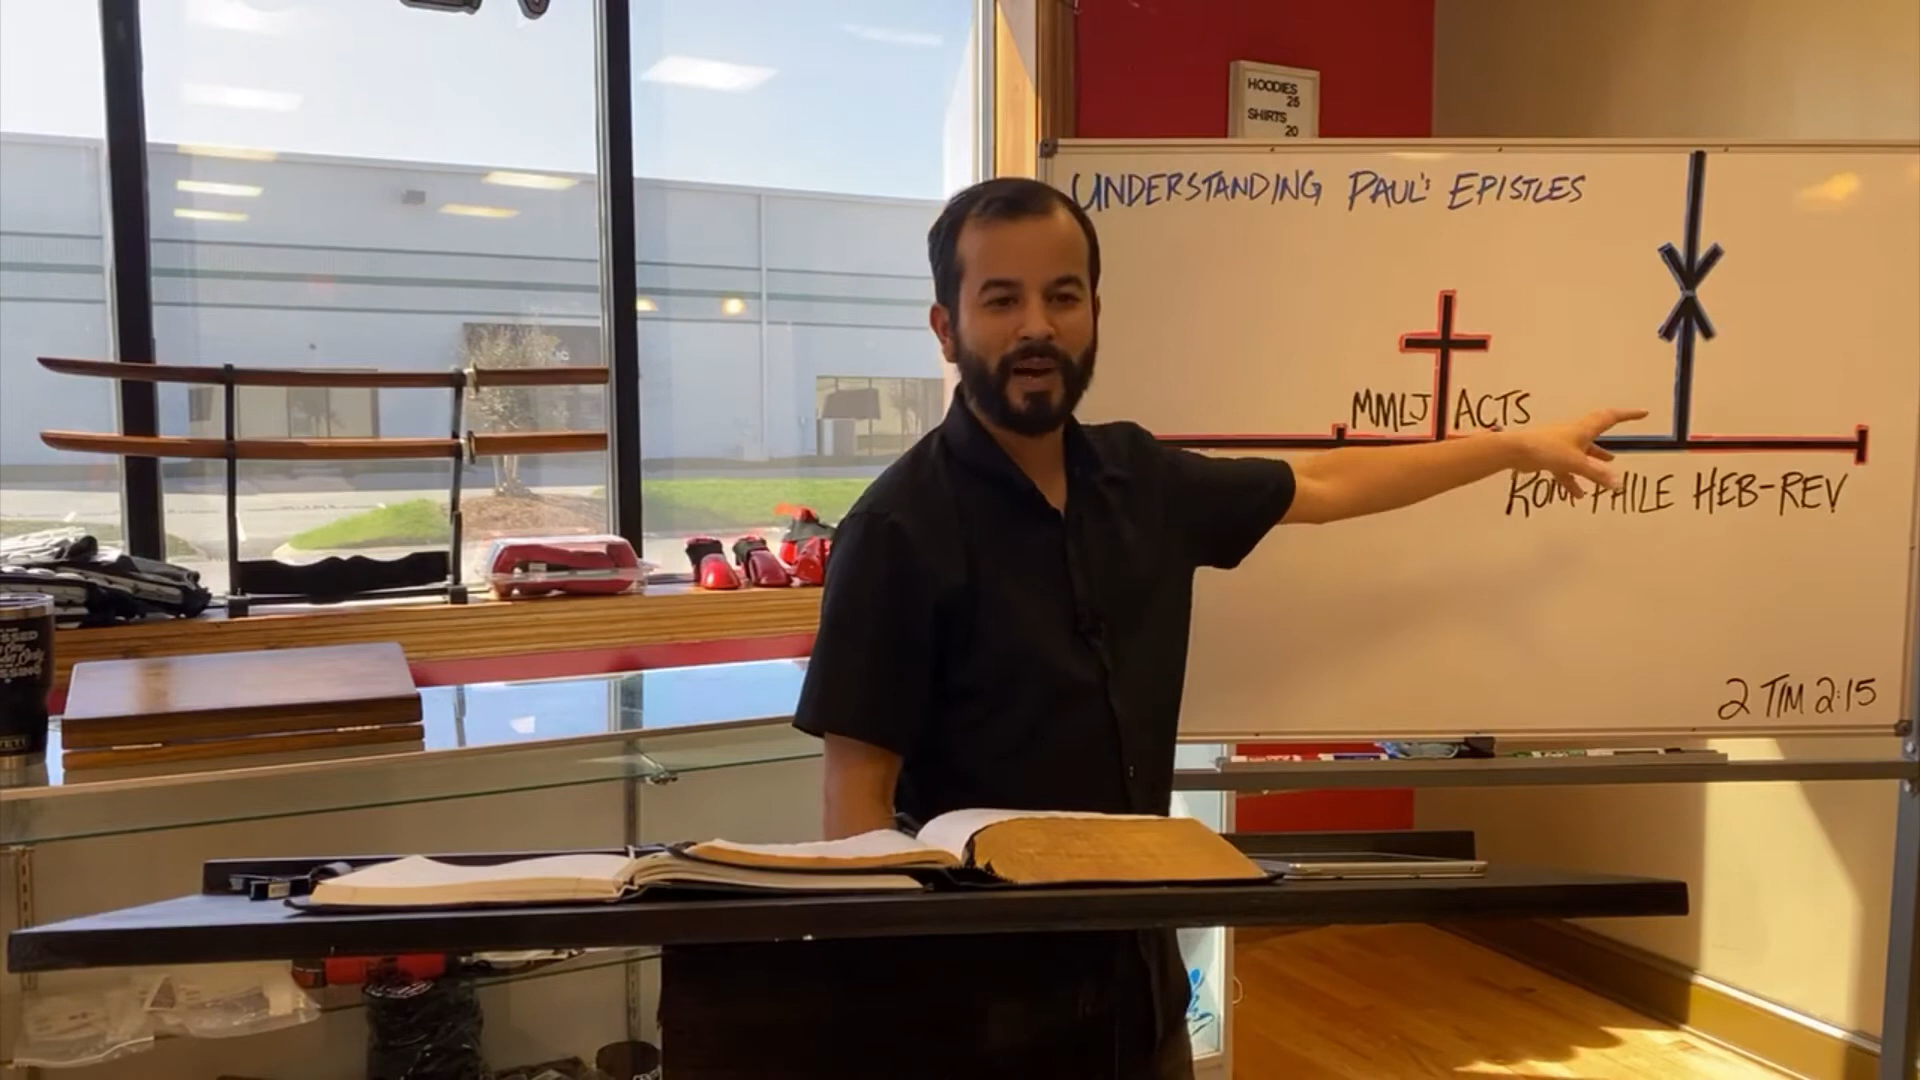 HOODIES
25
SHIRTS
20
UNDERSTANDING PAUL'S EPISTLES
MMLJ ACTS
ROM-PHILE HEB-REV
2 TIM 2:15